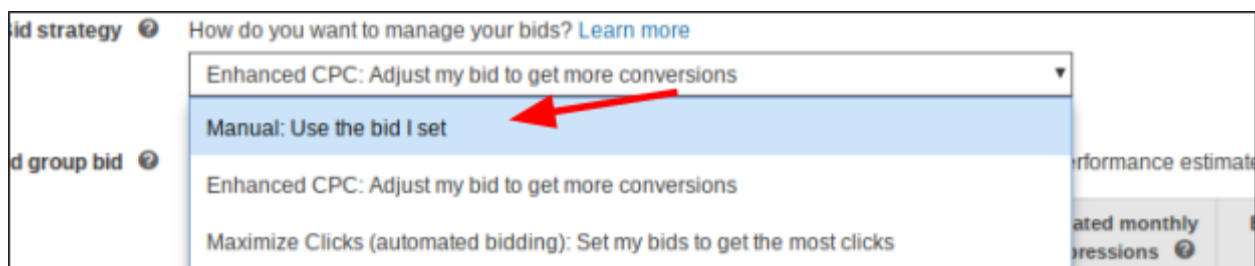 id strategy ? How do you want to manage your bids? Learn more
Enhanced CPC: Adjust my bid to get more conversions
Manual: Use the bid I set
d group bid ? rformance estimate
Enhanced CPC: Adjust my bid to get more conversions
ated monthly
Maximize Clicks (automated bidding): Set my bids to get the most clicks
pressions ?